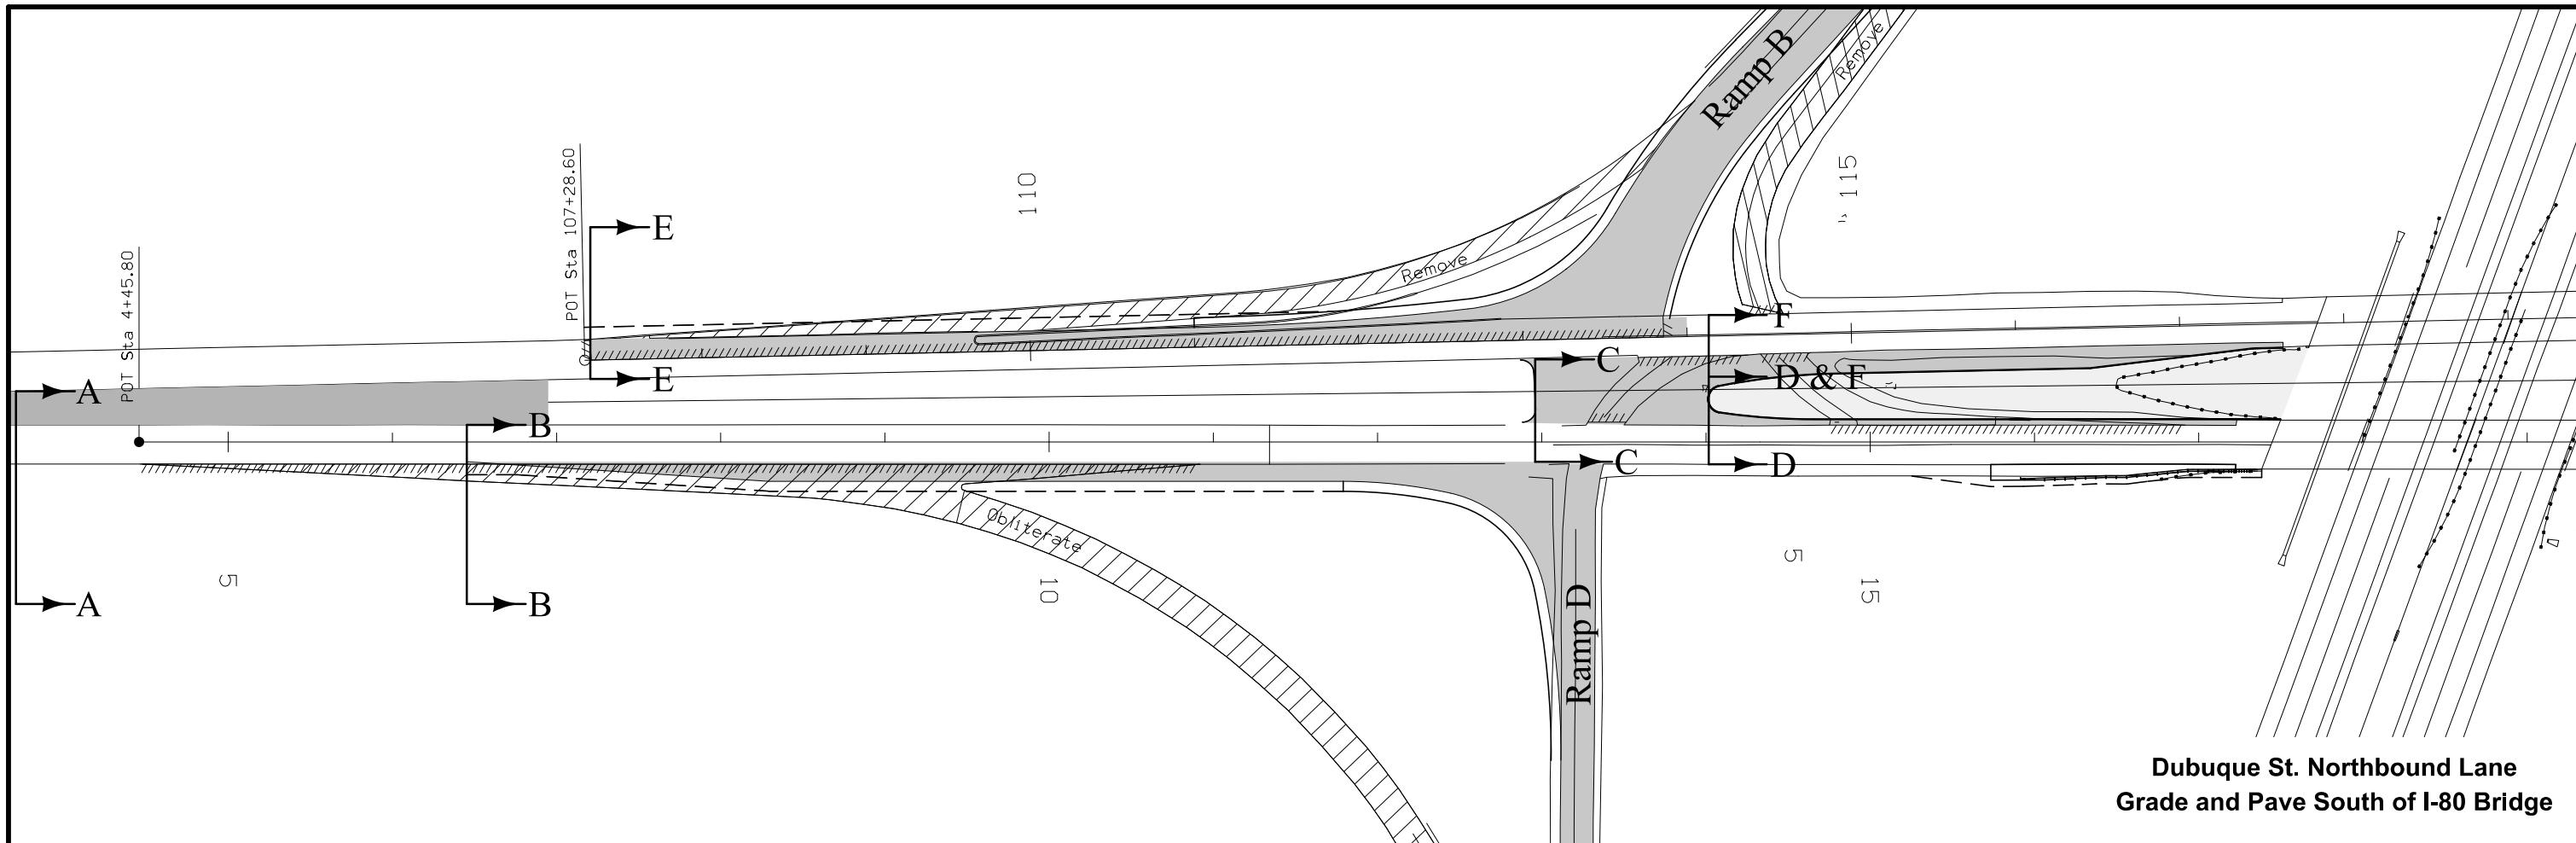 Ramp B
Remove
POT Sta 107+28.60
110
115
E
POT Sta 4+45.80
Remove
F
C
E
D & F
A
B
C
D
Obliterate
5
5
10
15
A
B
Ramp D
Dubuque St. Northbound Lane
Grade and Pave South of I-80 Bridge